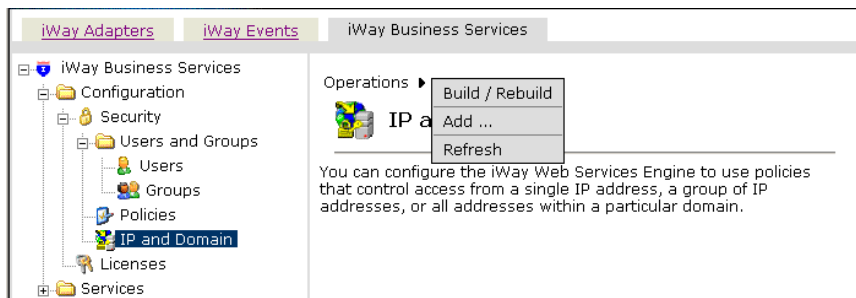 iWay Adapters
iWay Events
iWay Business Services
iWay Business Services
Configuration
Security
Users and Groups
Users
Groups
Policies
IP and Domain
Licenses
Services
Operations
Build / Rebuild
Add ...
Refresh
IP a
You can configure the iWay Web Services Engine to use policies
that control access from a single IP address, a group of IP
addresses, or all addresses within a particular domain.